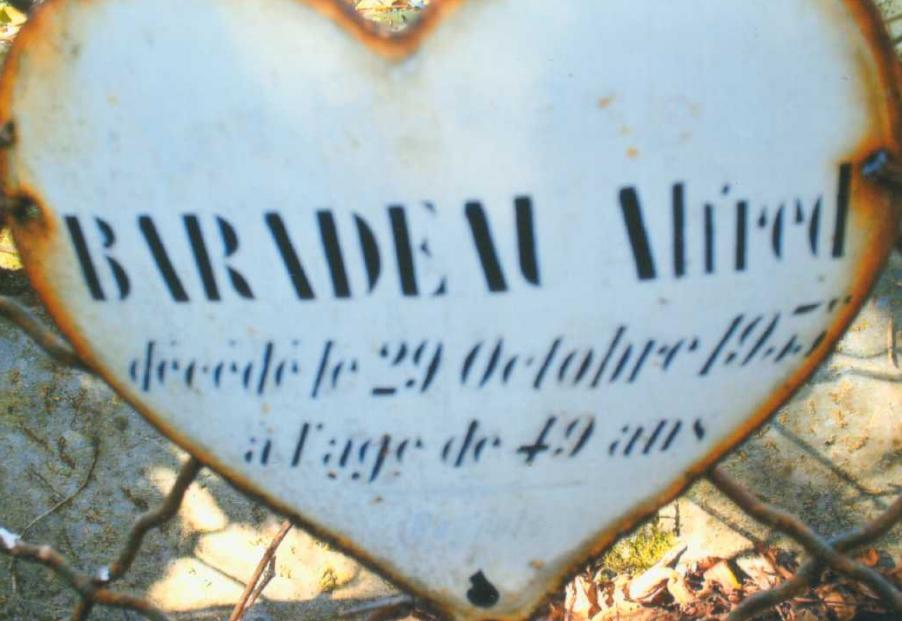 BARADEAU Alfred
décédé le 29 Octobre
à l'age de 49 ans